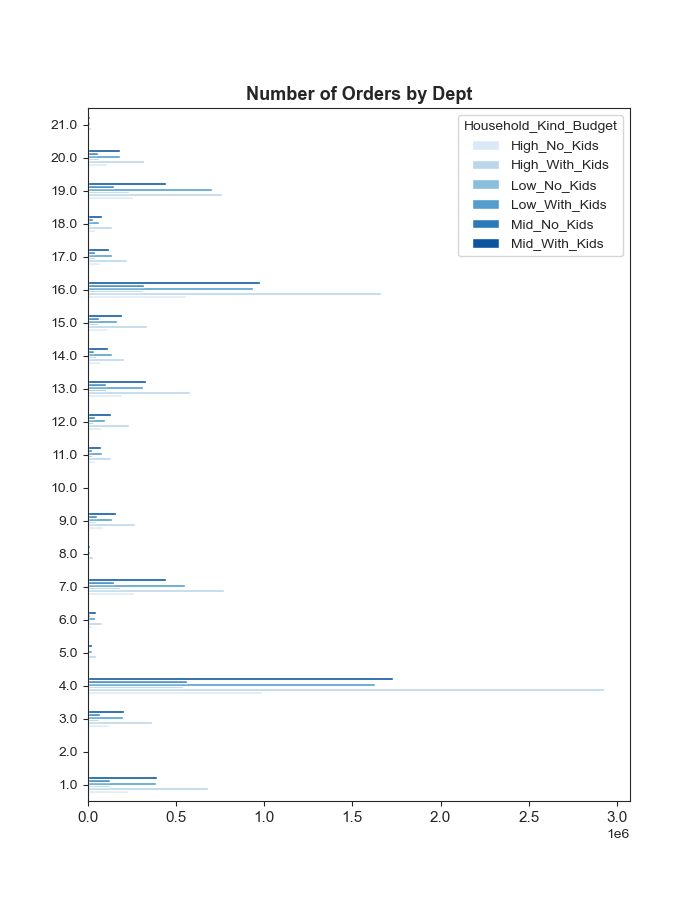 Number of Orders by Dept
Household_Kind_Budget
High_No_Kids
High_With_Kids
Low_No_Kids
Low_With_Kids
Mid_No_Kids
Mid_With_Kids
21.0
20.0
19.0
18.0
17.0
16.0
15.0
14.0
13.0
12.0
11.0
10.0
9.0
8.0
7.0
6.0
5.0
4.0
3.0
2.0
1.0
0.0 0.5 1.0 1.5 2.0 2.5 3.0
1e6